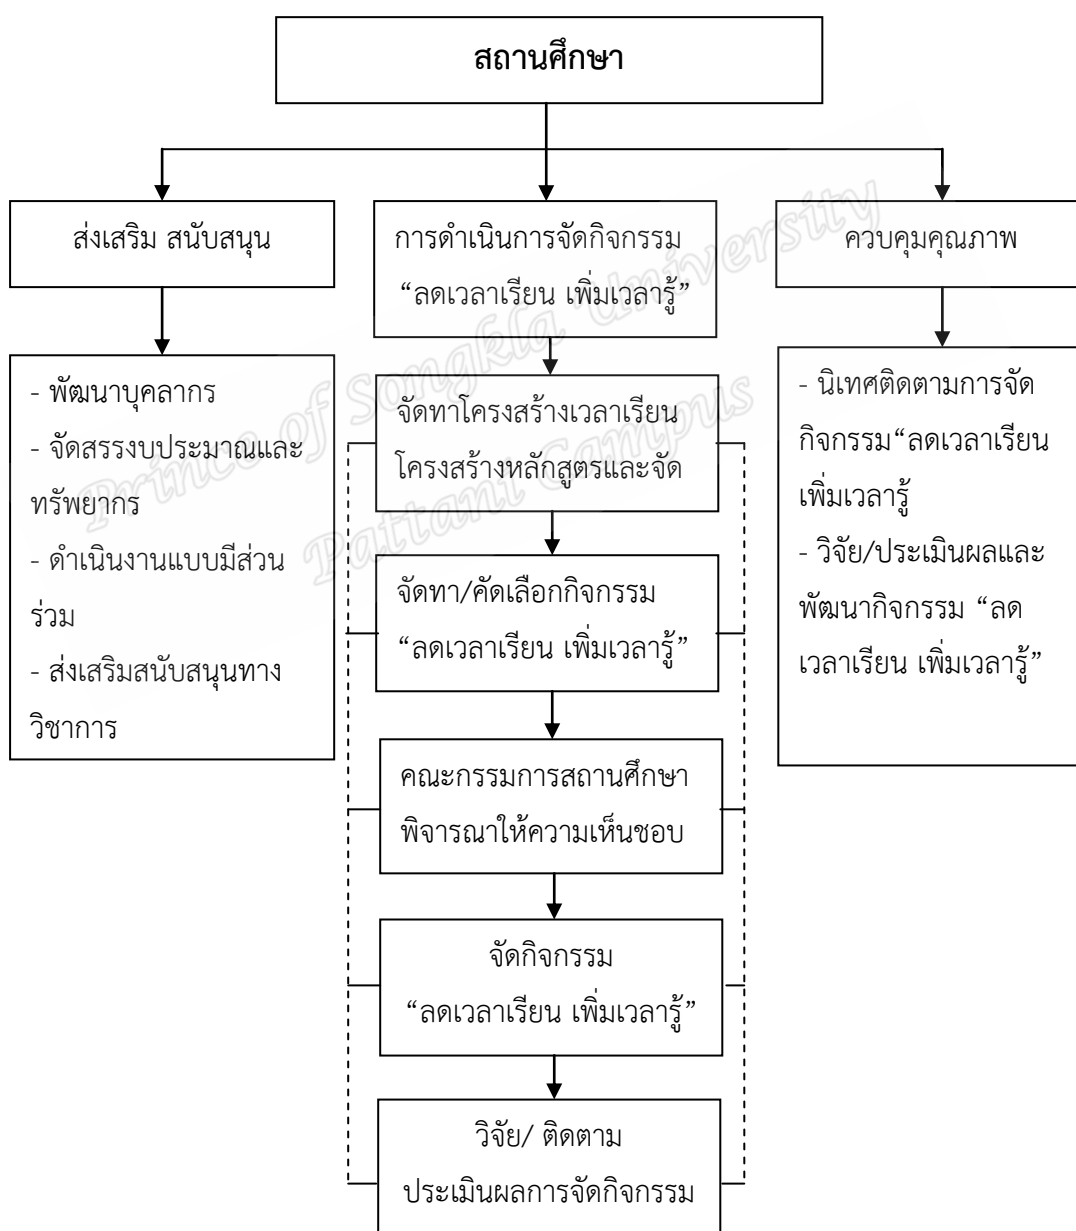 สถานศึกษา
ส่งเสริม สนับสนุน
การดำเนินการจัดกิจกรรม
“ลดเวลาเรียน เพิ่มเวลารู้”
ควบคุมคุณภาพ
- พัฒนาบุคลากร
- จัดสรรงบประมาณและ
ทรัพยากร
- ดำเนินงานแบบมีส่วน
ร่วม
- ส่งเสริมสนับสนุนทาง
วิชาการ
จัดทาโครงสร้างเวลาเรียน
โครงสร้างหลักสูตรและจัด
จัดทา/คัดเลือกกิจกรรม
“ลดเวลาเรียน เพิ่มเวลารู้”
คณะกรรมการสถานศึกษา
พิจารณาให้ความเห็นชอบ
จัดกิจกรรม
“ลดเวลาเรียน เพิ่มเวลารู้”
วิจัย/ ติดตาม
ประเมินผลการจัดกิจกรรม
- นิเทศติดตามการจัด
กิจกรรม“ลดเวลาเรียน
เพิ่มเวลารู้
- วิจัย/ประเมินผลและ
พัฒนากิจกรรม “ลด
เวลาเรียน เพิ่มเวลารู้”
Prince of Songkla University
Pattani Campus